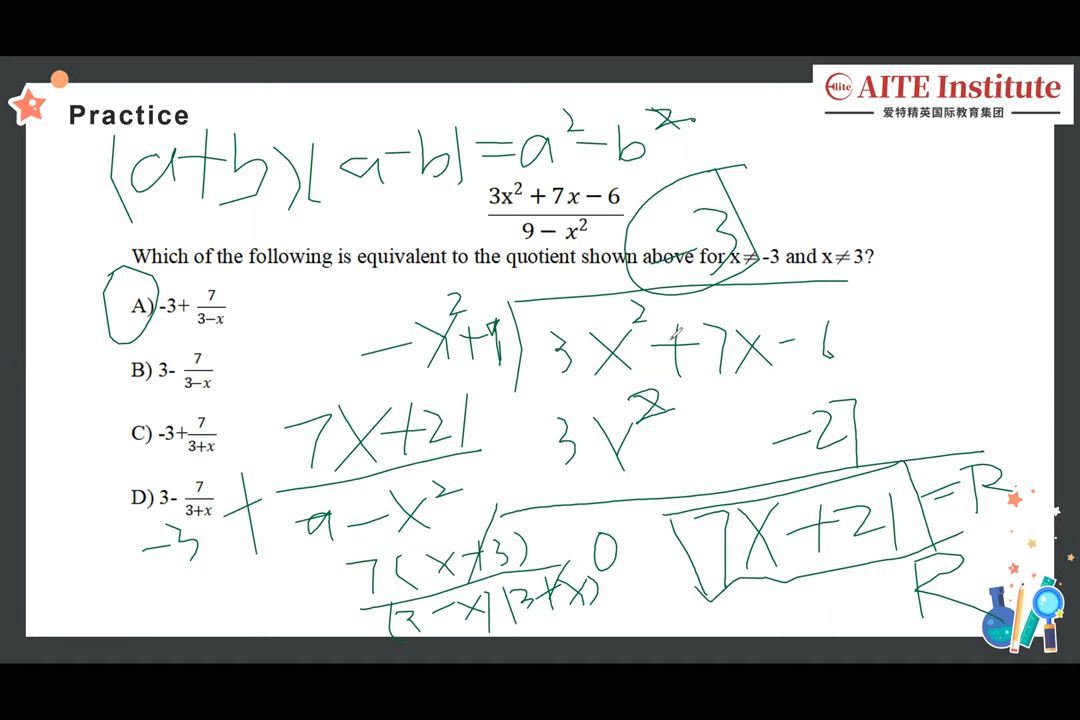 Elite AITE Institute
爱特精英国际教育集团
Practice
(a+b)(a-b)=a²-b²
3x² + 7x - 6
9 - x²
-3
Which of the following is equivalent to the quotient shown above for x≠ -3 and x≠3?
A) -3+ 7/3-x
B) 3- 7/3-x
C) -3+ 7/3+x
D) 3- 7/3+x
-x²+9
3x²+7x-6
3x² -27
7x+21 = R
R
0
-3 + 7x+21
9-x²
7(x+3)
(3-x)(3+x)